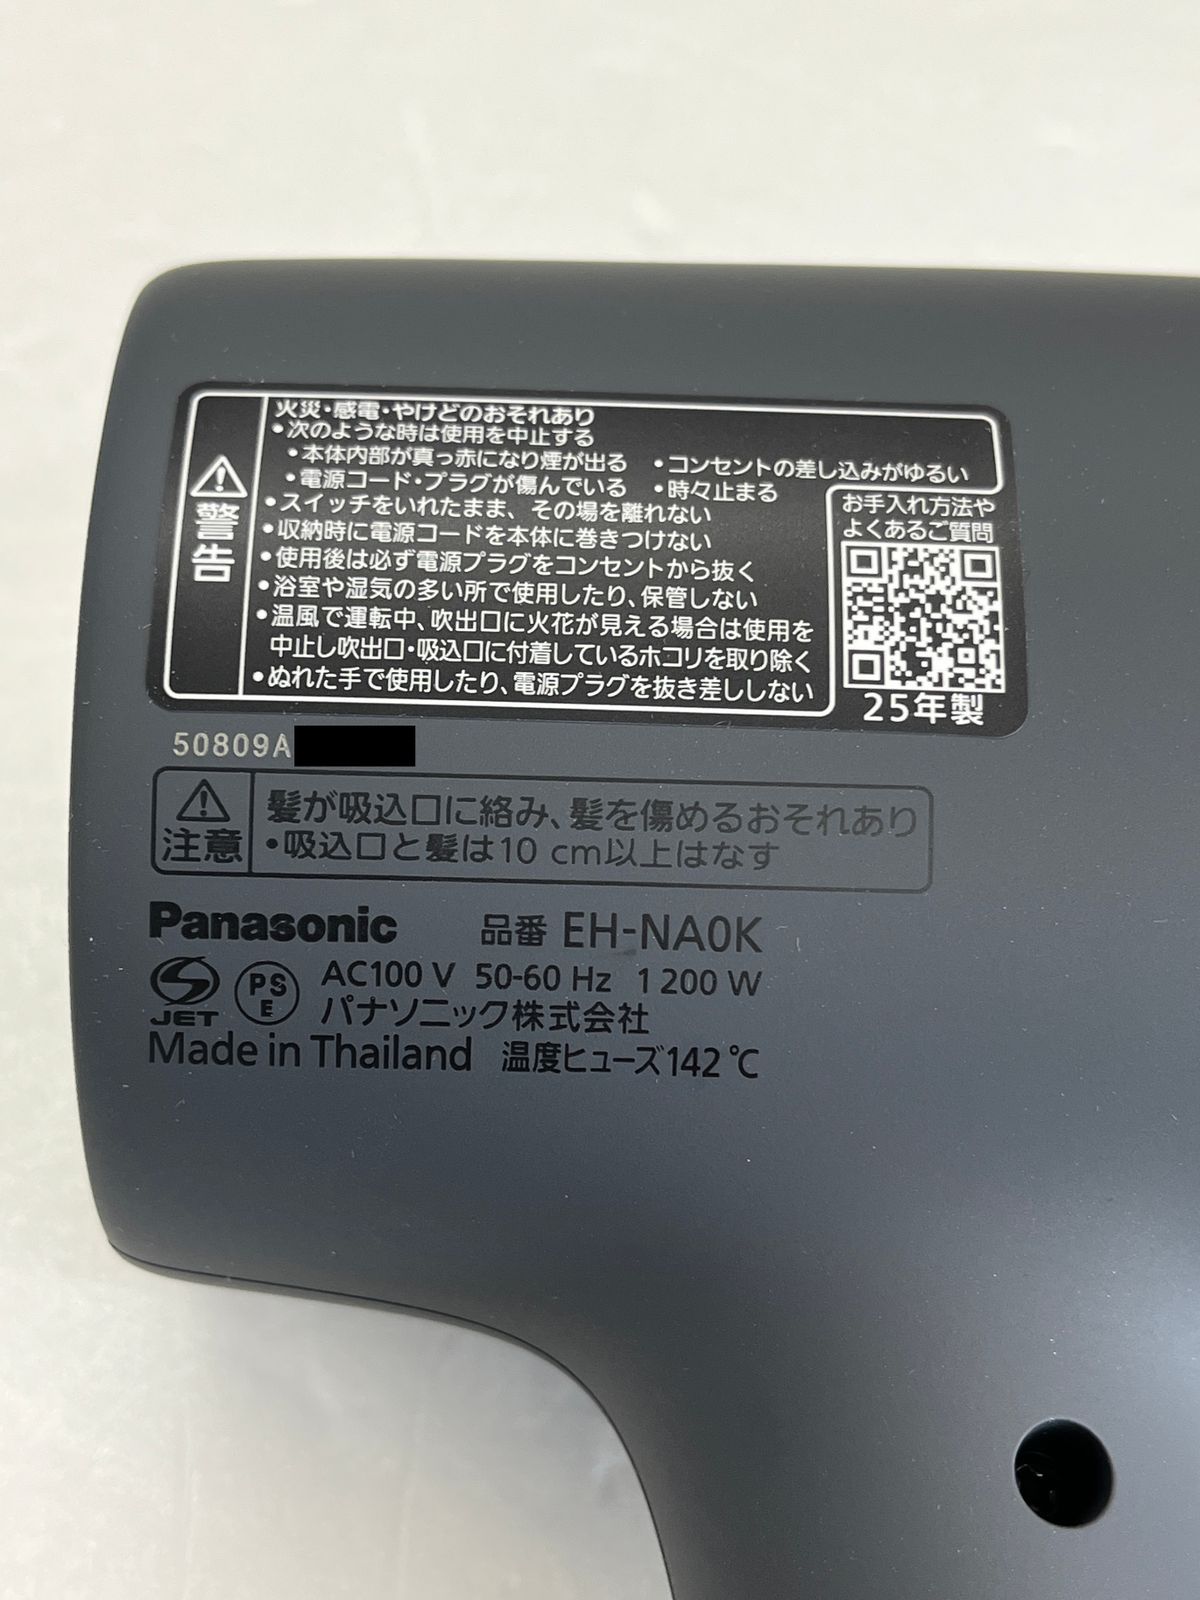 警告
火災・感電・やけどのおそれあり
•次のような時は使用を中止する
•本体内部が真っ赤になり煙が出る •コンセントの差し込みがゆるい
•電源コード・プラグが傷んでいる •時々止まる
•スイッチをいれたまま、その場を離れない
•収納時に電源コードを本体に巻きつけない
•使用後は必ず電源プラグをコンセントから抜く
•浴室や湿気の多い所で使用したり、保管しない
•温風で運転中、吹出口に火花が見える場合は使用を
中止し吹出口・吸込口に付着しているホコリを取り除く
•ぬれた手で使用したり、電源プラグを抜き差ししない
お手入れ方法や
よくあるご質問
25年製
50809A
注意
髪が吸込口に絡み、髪を傷めるおそれあり
•吸込口と髪は10 cm以上はなす
Panasonic 品番 EH-NA0K
JET PSE AC100 V 50-60 Hz 1 200 W
パナソニック株式会社
Made in Thailand 温度ヒューズ142 ℃